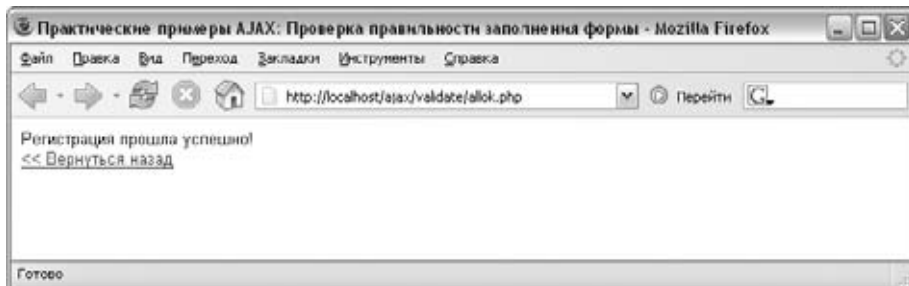 Практические примеры AJAX: Проверка правильности заполнения формы - Mozilla Firefox
Файл Правка Вид Переход Закладки Инструменты Справка
http://localhost/ajax/validate/allok.php Перейти G
Регистрация прошла успешно!
<< Вернуться назад
Готово